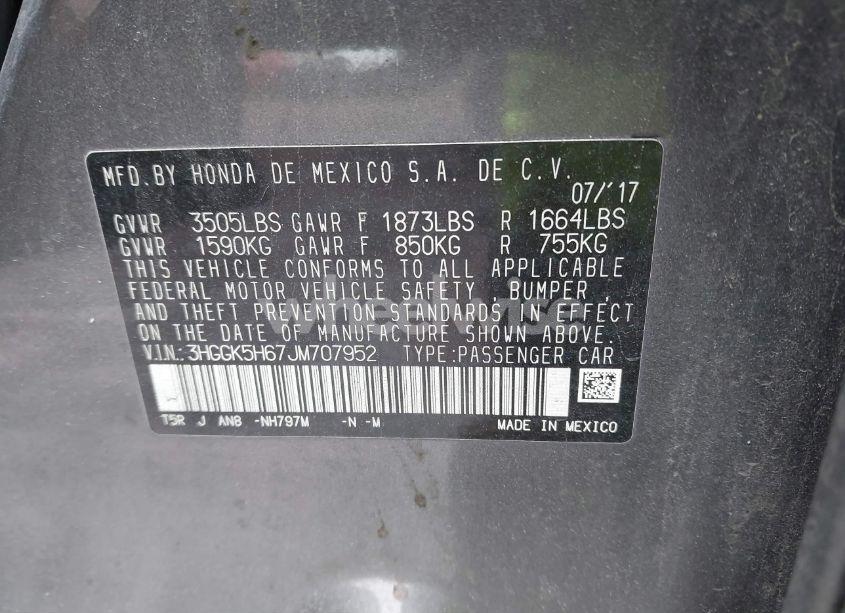 MFD.BY HONDA DE MEXICO S.A. DE C.V.
07/'17
GVWR 3505LBS GAWR F 1873LBS R 1664LBS
GVWR 1590KG GAWR F 850KG R 755KG
THIS VEHICLE CONFORMS TO ALL APPLICABLE
FEDERAL MOTOR VEHICLE SAFETY ,BUMPER ,
AND THEFT PREVENTION STANDARDS IN EFFECT
ON THE DATE OF MANUFACTURE SHOWN ABOVE.
V.I.N.: 3HGGK5H67JM707952 TYPE:PASSENGER CAR
T5R J AN8 -NH797M -N -M
MADE IN MEXICO